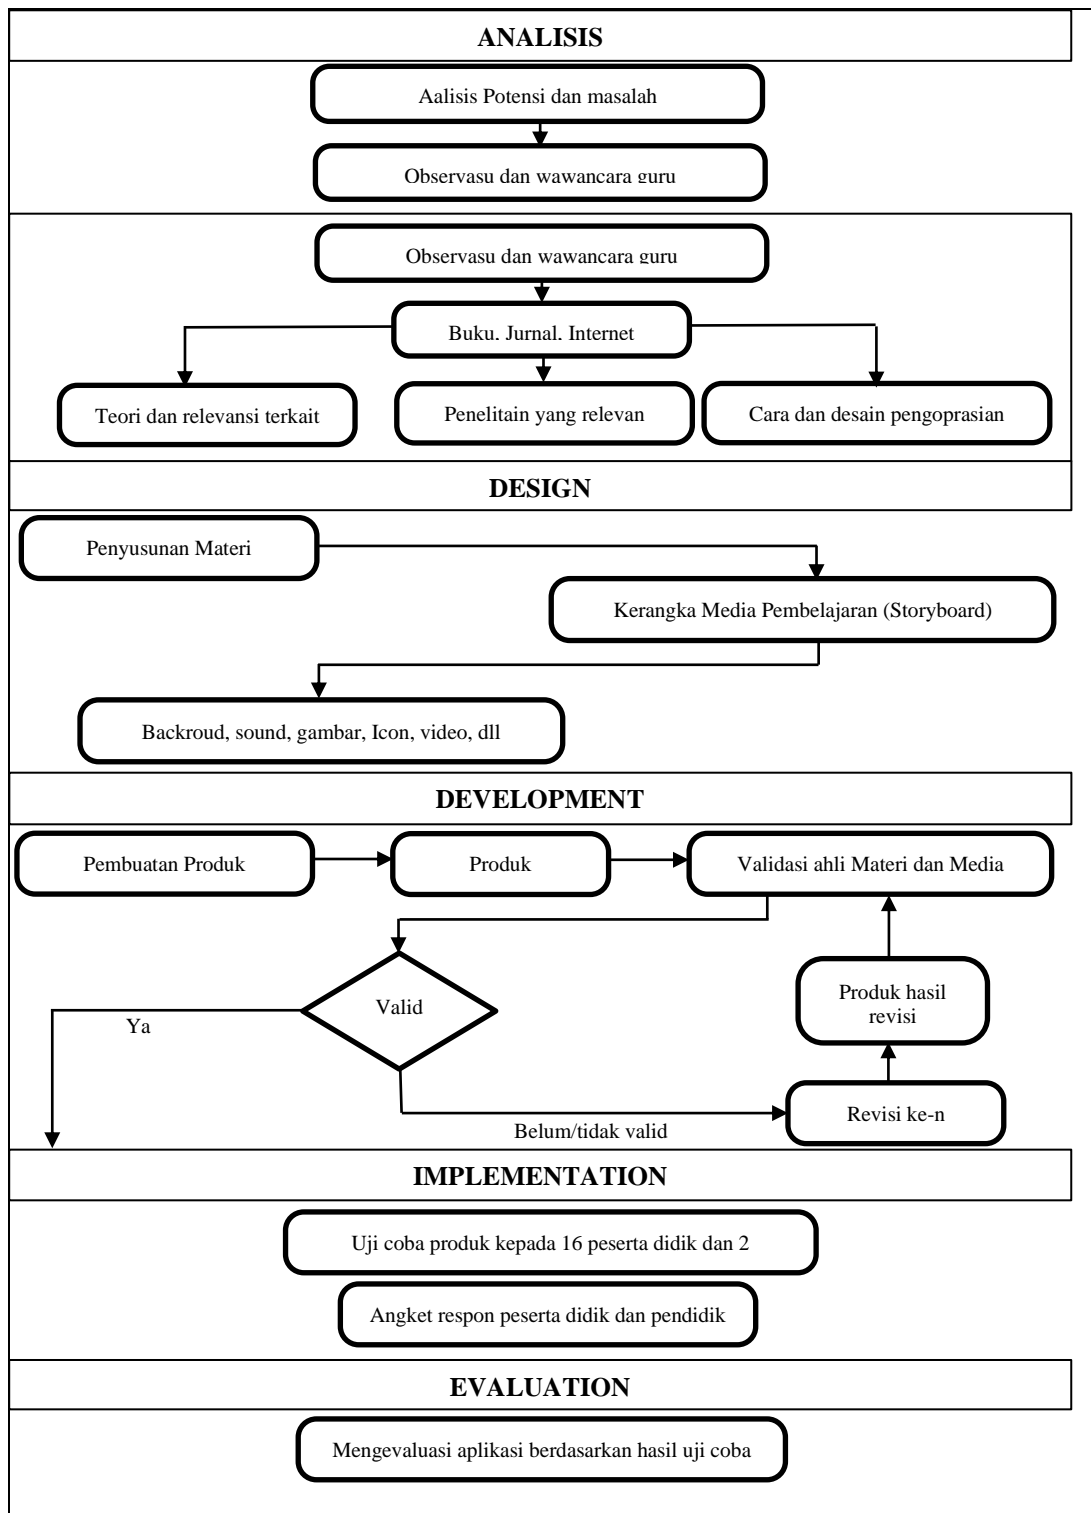 ANALISIS
Aalisis Potensi dan masalah
Observasu dan wawancara guru
Observasu dan wawancara guru
Buku. Jurnal. Internet
Teori dan relevansi terkait
Penelitain yang relevan
Cara dan desain pengoprasian
DESIGN
Penyusunan Materi
Kerangka Media Pembelajaran (Storyboard)
Backroud, sound, gambar, Icon, video, dll
DEVELOPMENT
Pembuatan Produk
Produk
Validasi ahli Materi dan Media
Valid
Produk hasil
revisi
Ya
Revisi ke-n
Belum/tidak valid
IMPLEMENTATION
Uji coba produk kepada 16 peserta didik dan 2
Angket respon peserta didik dan pendidik
EVALUATION
Mengevaluasi aplikasi berdasarkan hasil uji coba